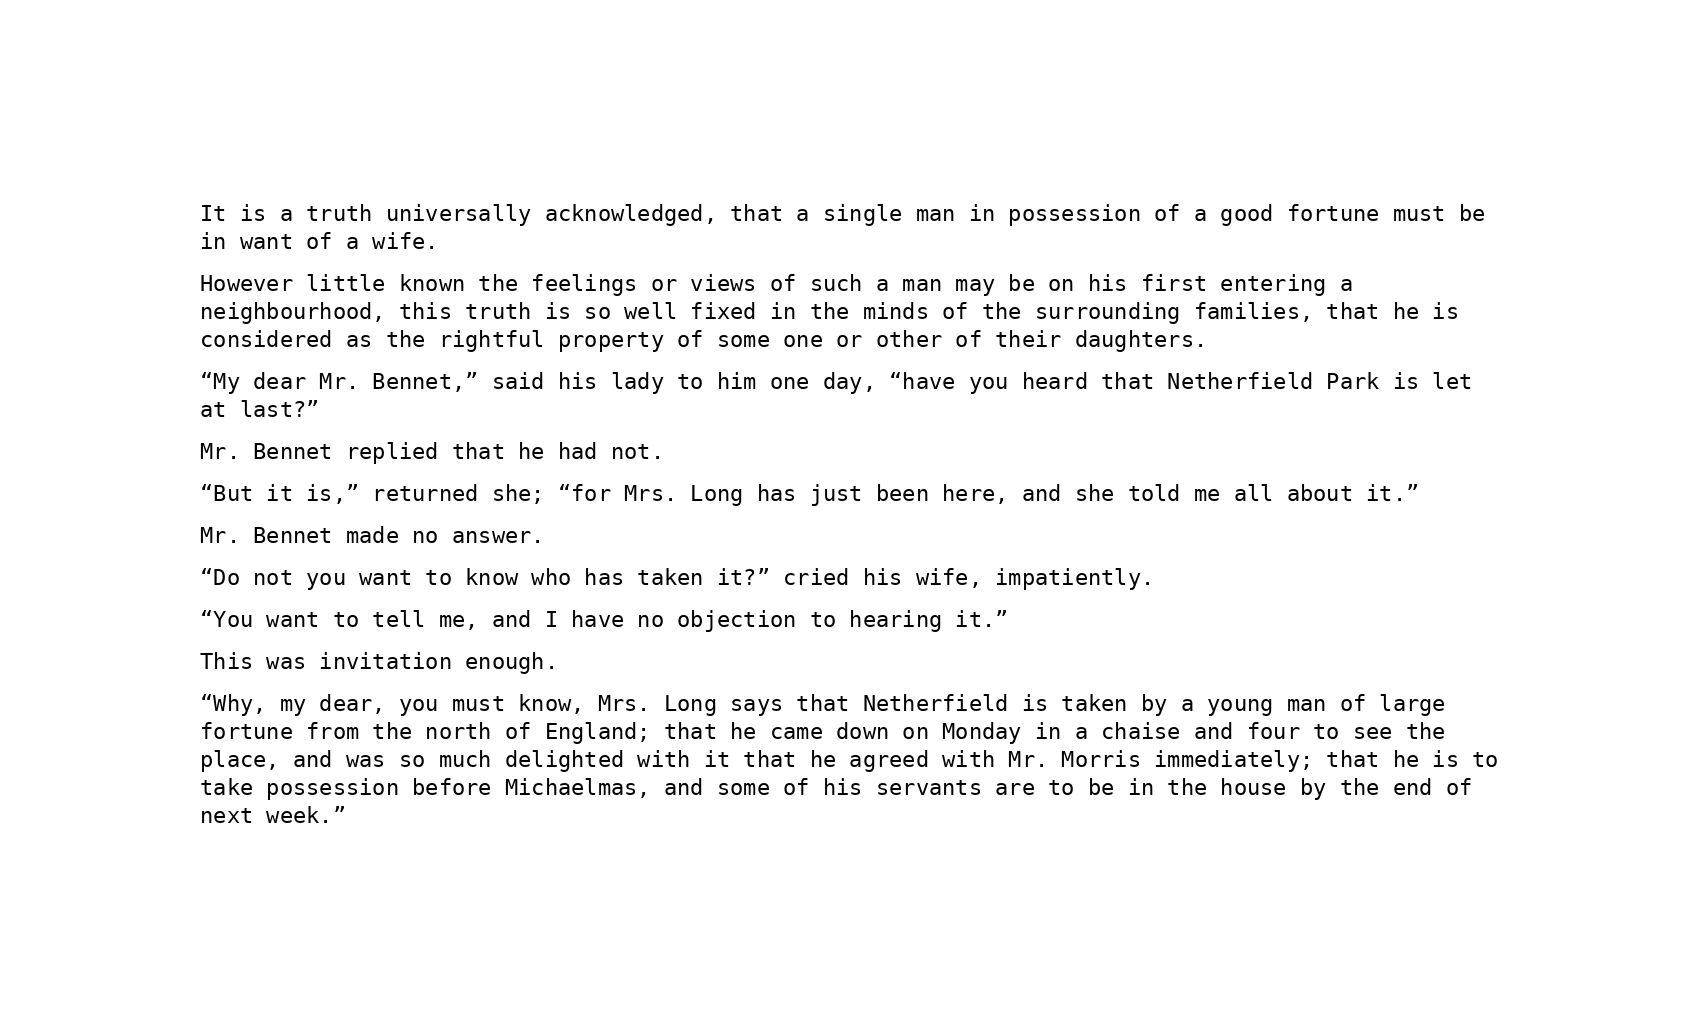 It is a truth universally acknowledged, that a single man in possession of a good fortune must be
in want of a wife.
However little known the feelings or views of such a man may be on his first entering a
neighbourhood, this truth is so well fixed in the minds of the surrounding families, that he is
considered as the rightful property of some one or other of their daughters.
“My dear Mr. Bennet,” said his lady to him one day, “have you heard that Netherfield Park is let
at last?”
Mr. Bennet replied that he had not.
“But it is,” returned she; “for Mrs. Long has just been here, and she told me all about it.”
Mr. Bennet made no answer.
“Do not you want to know who has taken it?” cried his wife, impatiently.
“You want to tell me, and I have no objection to hearing it.”
This was invitation enough.
“Why, my dear, you must know, Mrs. Long says that Netherfield is taken by a young man of large
fortune from the north of England; that he came down on Monday in a chaise and four to see the
place, and was so much delighted with it that he agreed with Mr. Morris immediately; that he is to
take possession before Michaelmas, and some of his servants are to be in the house by the end of
next week.”